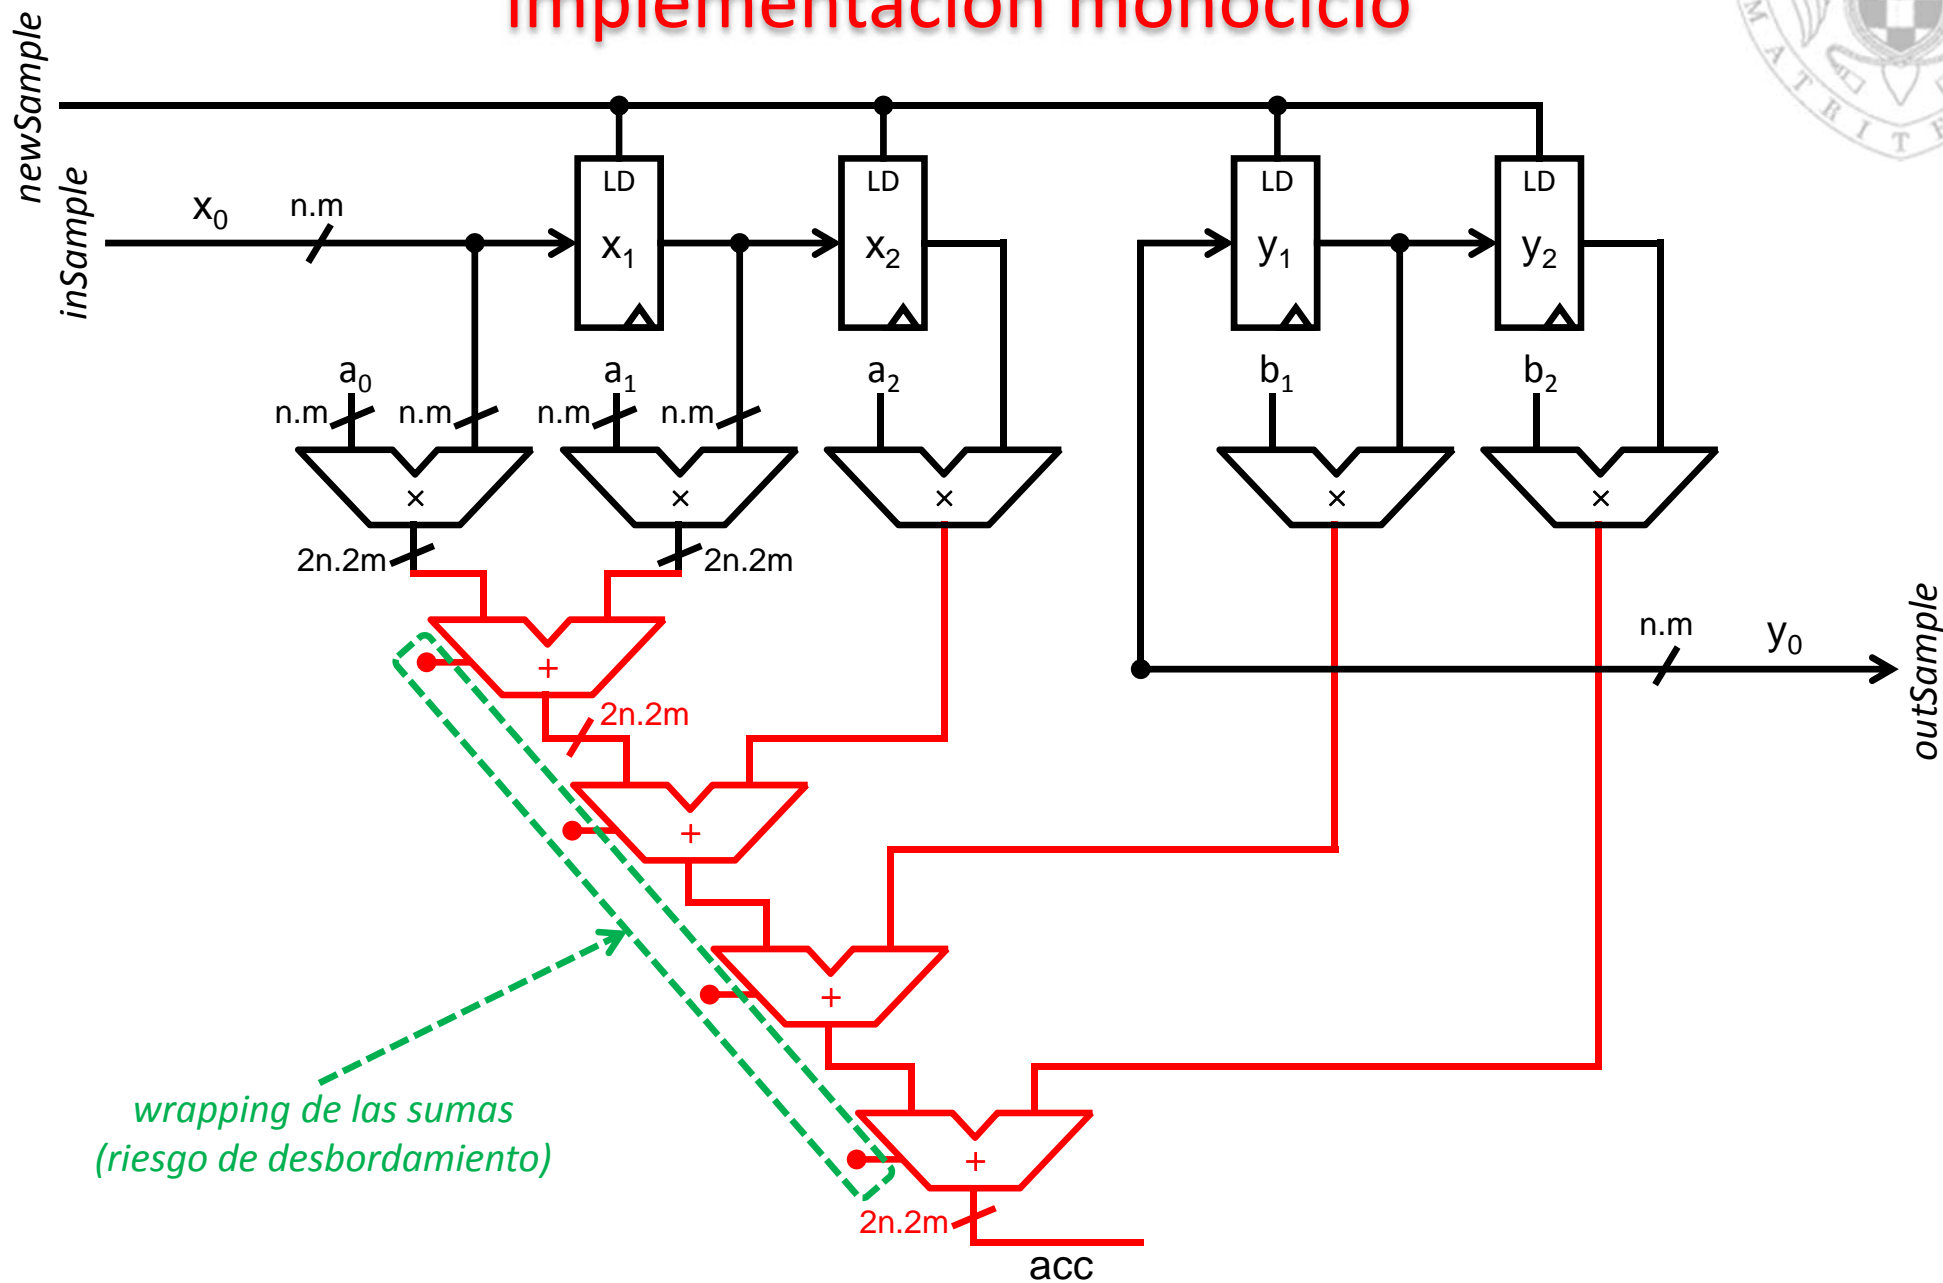 implementación monociclo
MATRITE
newSample
inSample
x0
n.m
LD
x1
LD
x2
LD
y1
LD
y2
a0
a1
a2
b1
b2
n.m
n.m
n.m
n.m
×
×
×
×
×
2n.2m
2n.2m
+
2n.2m
n.m
y0
outSample
+
+
wrapping de las sumas
(riesgo de desbordamiento)
+
2n.2m
acc